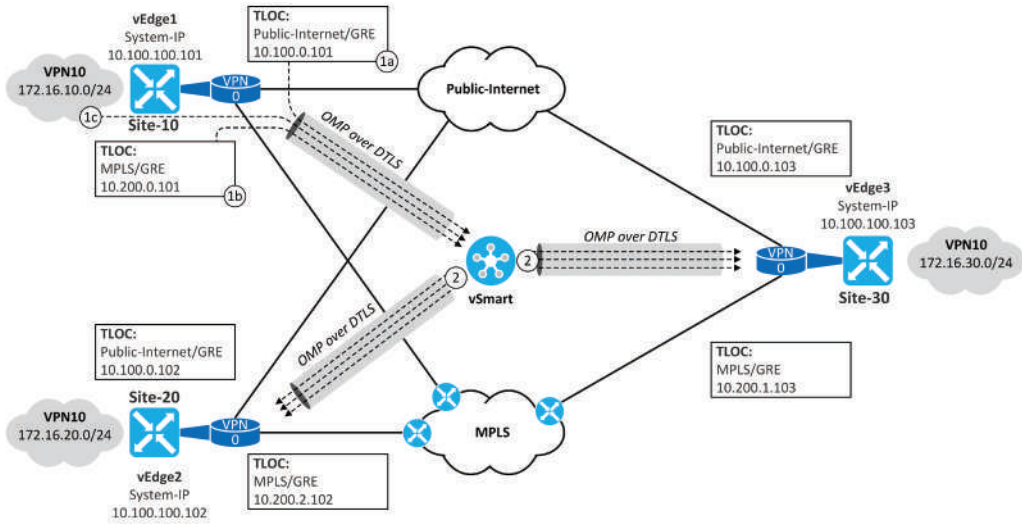 vEdge1
System-IP
10.100.100.101
TLOC:
Public-Internet/GRE
10.100.0.101
1a
VPN10
172.16.10.0/24
1c
VPN
0
Site-10
Public-Internet
OMP over DTLS
TLOC:
MPLS/GRE
10.200.0.101
1b
TLOC:
Public-Internet/GRE
10.100.0.103
vEdge3
System-IP
10.100.100.103
OMP over DTLS
2
VPN
0
VPN10
172.16.30.0/24
Site-30
2
vSmart
OMP over DTLS
TLOC:
Public-Internet/GRE
10.100.0.102
TLOC:
MPLS/GRE
10.200.1.103
Site-20
VPN10
172.16.20.0/24
VPN
0
MPLS
vEdge2
System-IP
10.100.100.102
TLOC:
MPLS/GRE
10.200.2.102